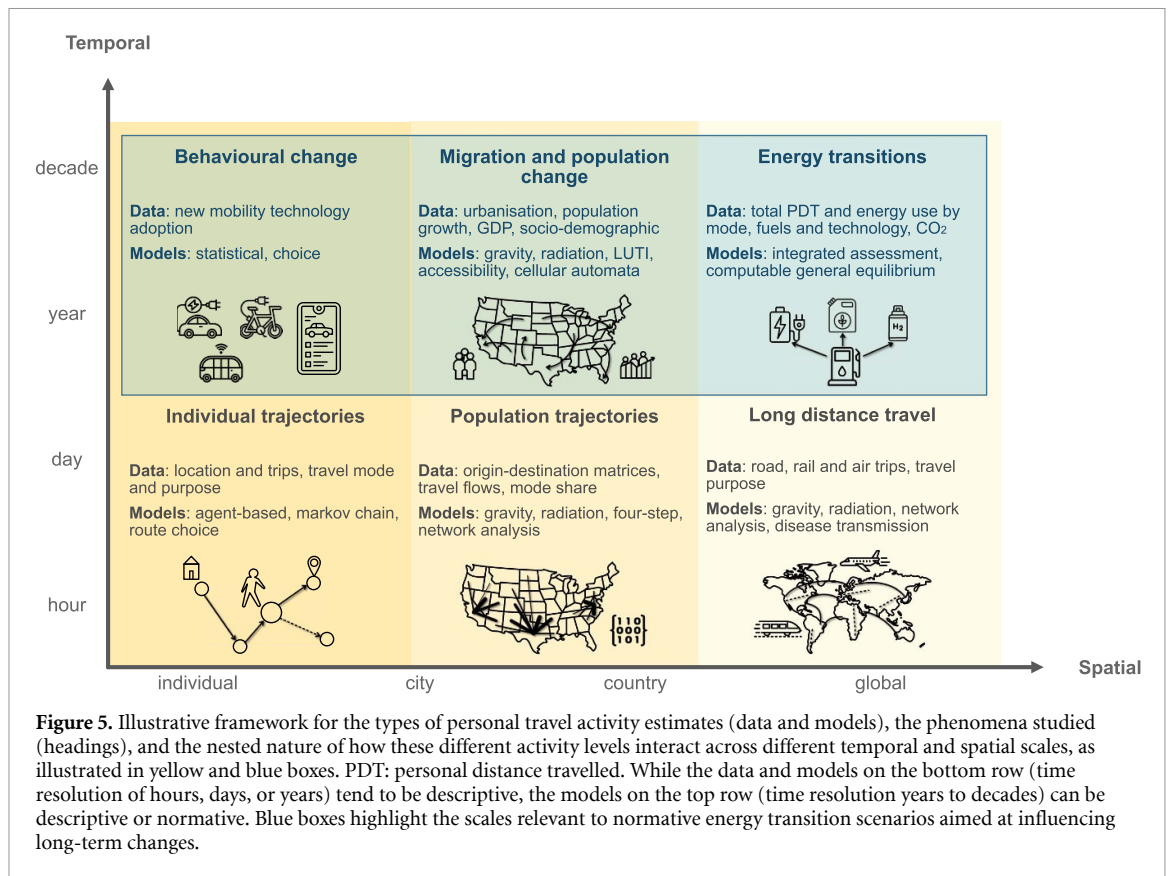 Temporal
decade
year
day
hour
Behavioural change
Data: new mobility technology
adoption
Models: statistical, choice
Migration and population
change
Data: urbanisation, population
growth, GDP, socio-demographic
Models: gravity, radiation, LUTI,
accessibility, cellular automata
Energy transitions
Data: total PDT and energy use by
mode, fuels and technology, CO2
Models: integrated assessment,
computable general equilibrium
H2
Individual trajectories
Data: location and trips, travel mode
and purpose
Models: agent-based, markov chain,
route choice
Population trajectories
Data: origin-destination matrices,
travel flows, mode share
Models: gravity, radiation, four-step,
network analysis
110
000
101
Long distance travel
Data: road, rail and air trips, travel
purpose
Models: gravity, radiation, network
analysis, disease transmission
individual
city
country
global
Spatial
Figure 5. Illustrative framework for the types of personal travel activity estimates (data and models), the phenomena studied
(headings), and the nested nature of how these different activity levels interact across different temporal and spatial scales, as
illustrated in yellow and blue boxes. PDT: personal distance travelled. While the data and models on the bottom row (time
resolution of hours, days, or years) tend to be descriptive, the models on the top row (time resolution years to decades) can be
descriptive or normative. Blue boxes highlight the scales relevant to normative energy transition scenarios aimed at influencing
long-term changes.